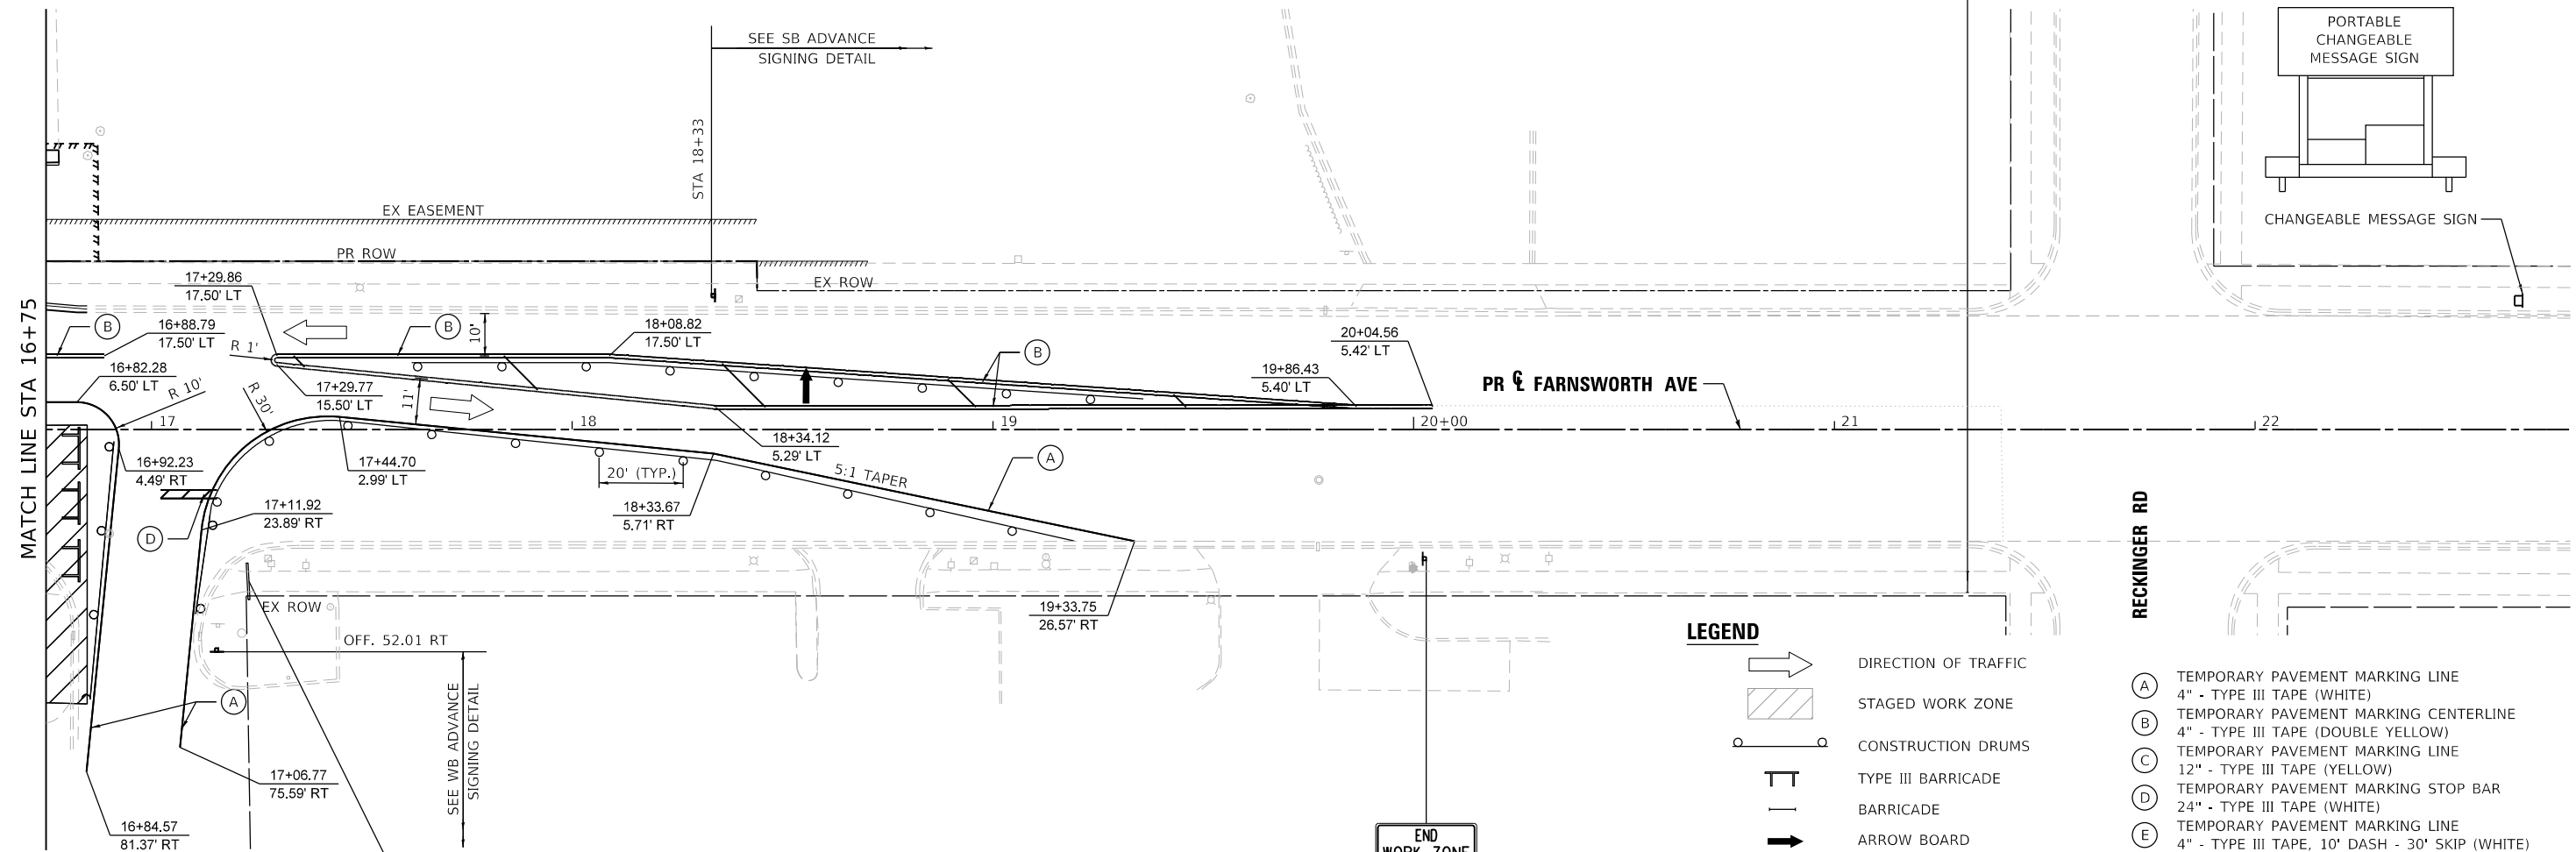 PORTABLE
CHANGEABLE
MESSAGE SIGN
SEE SB ADVANCE
SIGNING DETAIL
STA 18+33
EX EASEMENT
CHANGEABLE MESSAGE SIGN
PR ROW
EX ROW
17+29.86
17.50' LT
MATCH LINE STA 16+75
B
16+88.79
17.50' LT
B
10'
18+08.82
17.50' LT
20+04.56
5.42' LT
R 1'
B
16+82.28
6.50' LT
R 10'
R 30'
17+29.77
15.50' LT
11'
19+86.43
5.40' LT
PR ℄ FARNSWORTH AVE
17
18
19
20+00
21
22
18+34.12
5.29' LT
16+92.23
4.49' RT
17+44.70
2.99' LT
20' (TYP.)
5:1 TAPER
A
17+11.92
23.89' RT
18+33.67
5.71' RT
D
RECKINGER RD
EX ROW
19+33.75
26.57' RT
OFF. 52.01 RT
SEE WB ADVANCE
SIGNING DETAIL
A
17+06.77
75.59' RT
16+84.57
81.37' RT
END
WORK ZONE
LEGEND
DIRECTION OF TRAFFIC
STAGED WORK ZONE
CONSTRUCTION DRUMS
TYPE III BARRICADE
BARRICADE
ARROW BOARD
A TEMPORARY PAVEMENT MARKING LINE
4" - TYPE III TAPE (WHITE)
B TEMPORARY PAVEMENT MARKING CENTERLINE
4" - TYPE III TAPE (DOUBLE YELLOW)
C TEMPORARY PAVEMENT MARKING LINE
12" - TYPE III TAPE (YELLOW)
D TEMPORARY PAVEMENT MARKING STOP BAR
24" - TYPE III TAPE (WHITE)
E TEMPORARY PAVEMENT MARKING LINE
4" - TYPE III TAPE, 10' DASH - 30' SKIP (WHITE)